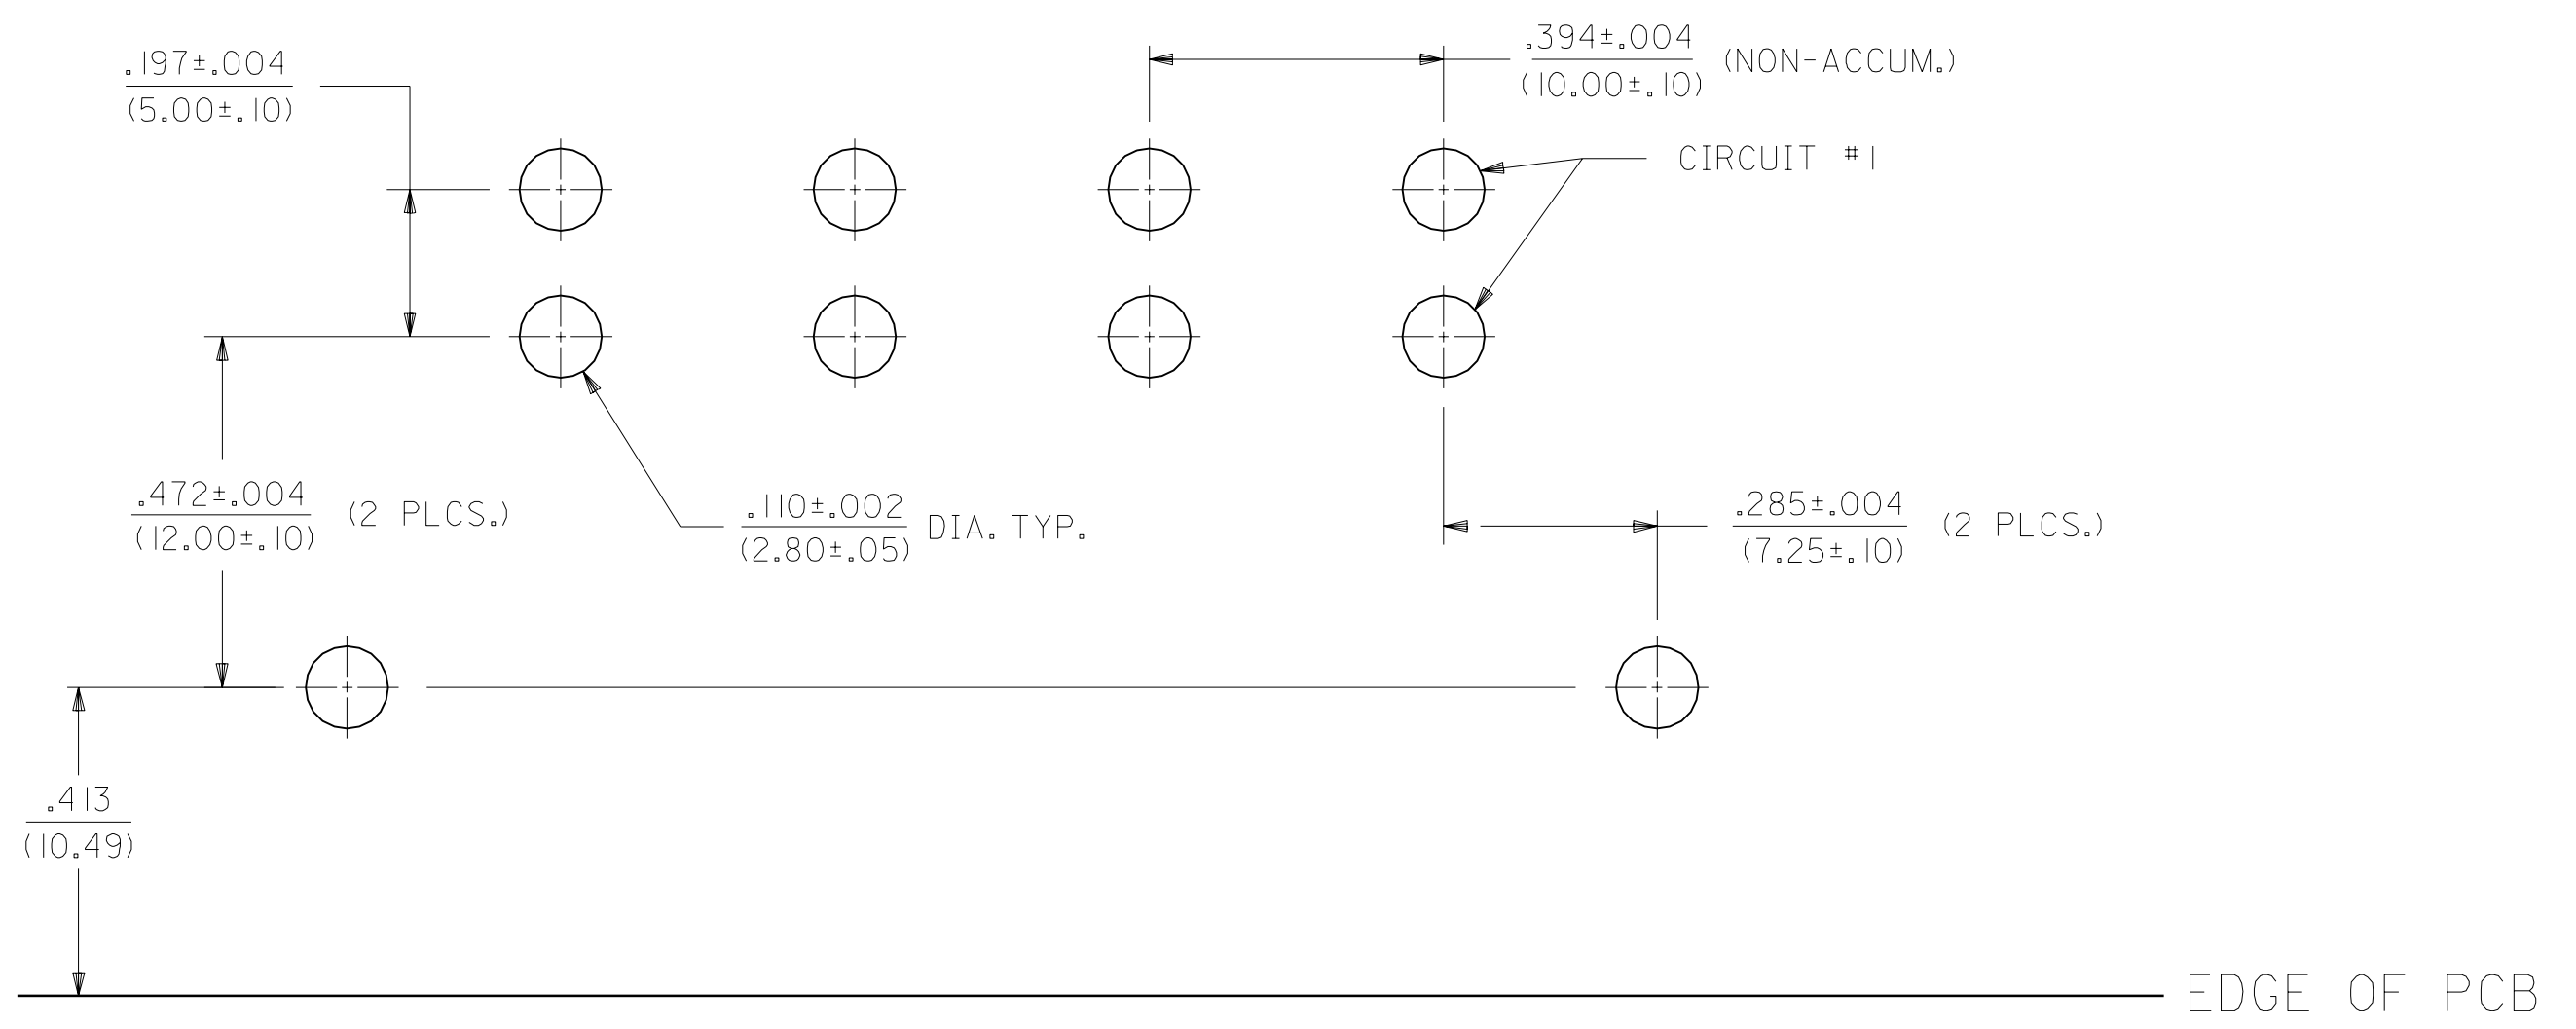 .197±.004
(5.00±.10)
.394±.004
(10.00±.10)
(NON-ACCUM.)
CIRCUIT #1
.472±.004
(12.00±.10)
(2 PLCS.)
.110±.002
(2.80±.05)
DIA. TYP.
.285±.004
(7.25±.10)
(2 PLCS.)
.413
(10.49)
EDGE OF PCB